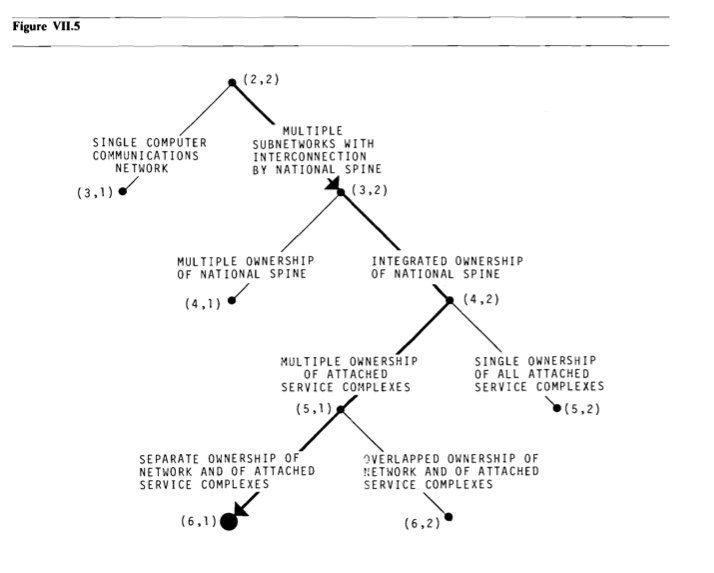 Figure VII.5
(2,2)
SINGLE COMPUTER
COMMUNICATIONS
NETWORK
MULTIPLE
SUBNETWORKS WITH
INTERCONNECTION
BY NATIONAL SPINE
(3,1)
(3,2)
MULTIPLE OWNERSHIP
OF NATIONAL SPINE
INTEGRATED OWNERSHIP
OF NATIONAL SPINE
(4,1)
(4,2)
MULTIPLE OWNERSHIP
OF ATTACHED
SERVICE COMPLEXES
SINGLE OWNERSHIP
OF ALL ATTACHED
SERVICE COMPLEXES
(5,1)
(5,2)
SEPARATE OWNERSHIP OF
NETWORK AND OF ATTACHED
SERVICE COMPLEXES
OVERLAPPED OWNERSHIP OF
NETWORK AND OF ATTACHED
SERVICE COMPLEXES
(6,1)
(6,2)